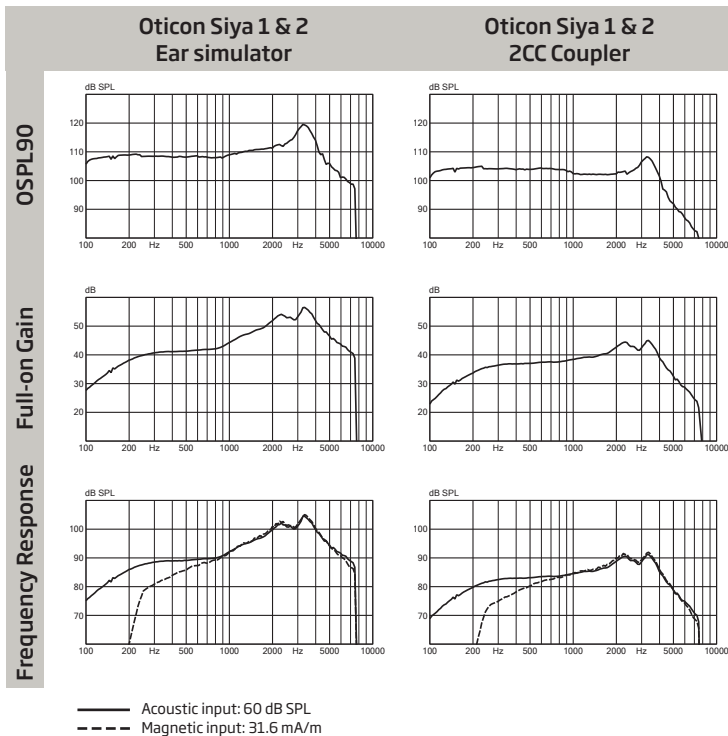 Oticon Siya 1 & 2
Ear simulator
Oticon Siya 1 & 2
2CC Coupler
OSPL90
dB SPL
120
110
100
90
100 200 Hz 500 1000 2000 Hz 5000 10000
dB SPL
120
110
100
90
100 200 Hz 500 1000 2000 Hz 5000 10000
Full-on Gain
dB
50
40
30
20
100 200 Hz 500 1000 2000 Hz 5000 10000
dB
50
40
30
20
100 200 Hz 500 1000 2000 Hz 5000 10000
Frequency Response
dB SPL
100
90
80
70
100 200 Hz 500 1000 2000 Hz 5000 10000
dB SPL
100
90
80
70
100 200 Hz 500 1000 2000 Hz 5000 10000
Acoustic input: 60 dB SPL
Magnetic input: 31.6 mA/m